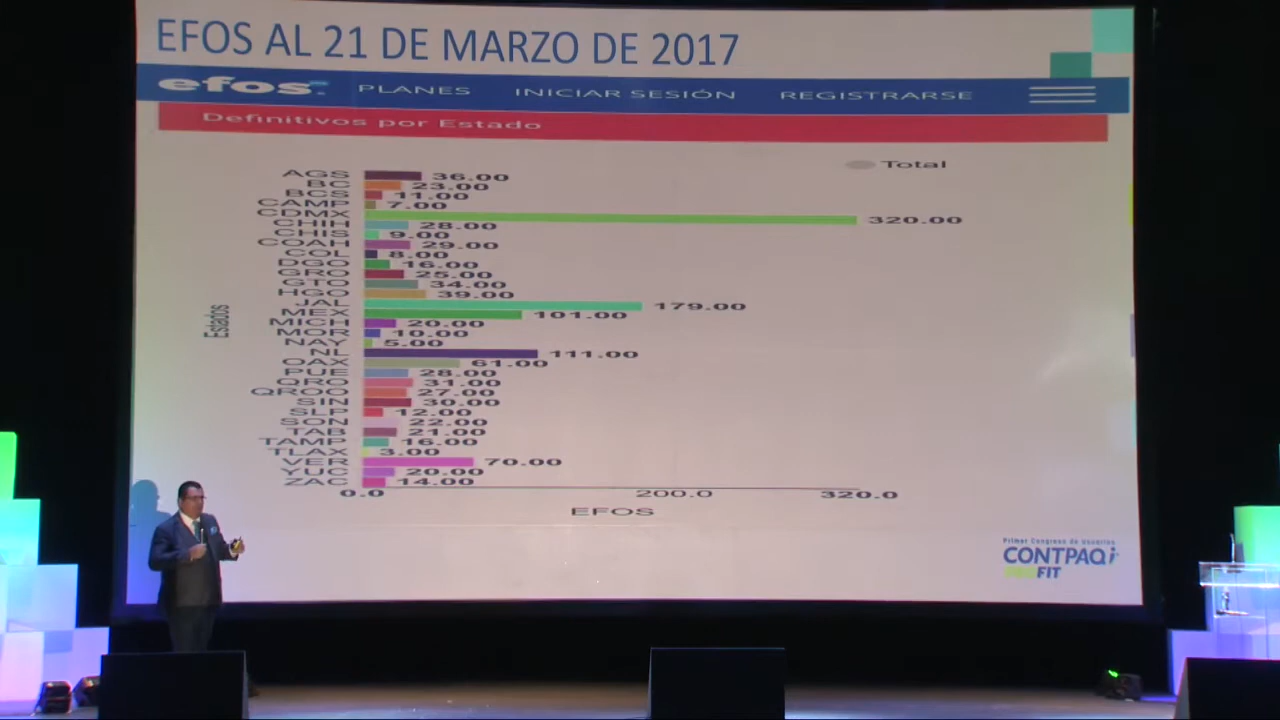 EFOS AL 21 DE MARZO DE 2017
efos PLANES INICIAR SESIÓN REGISTRARSE
Definitivos por Estado
Total
AGS 36.00
BC 23.00
BCS 11.00
CAMP 7.00
CDMX 320.00
CHIH 28.00
CHIS 9.00
COAH 29.00
COL 8.00
DGO 16.00
GRO 25.00
GTO 34.00
HGO 39.00
JAL 179.00
MEX 101.00
MICH 20.00
MOR 10.00
NAY 5.00
NL 111.00
OAX 61.00
PUE 28.00
QRO 31.00
QROO 27.00
SIN 30.00
SLP 12.00
SON 22.00
TAB 21.00
TAMP 16.00
TLAX 3.00
VER 70.00
YUC 20.00
ZAC 14.00
Estados
0.0 200.0 320.0
EFOS
Primer Congreso de Usuarios
CONTPAQi
FIT